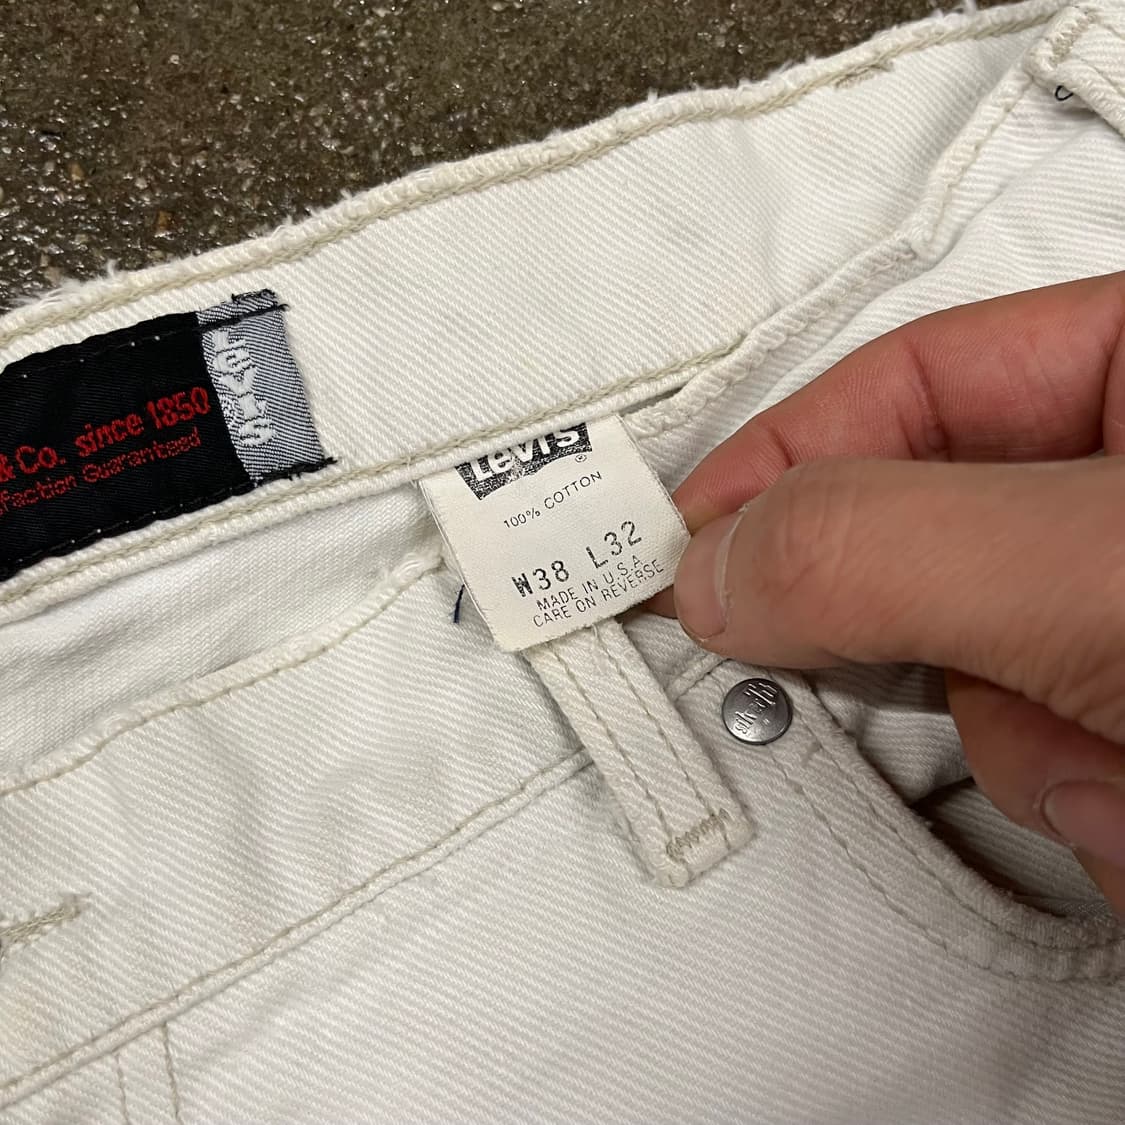 & Co. since 1850
faction Guaranteed
Levi's
Levi's
®
100% COTTON
W38 L32
MADE IN U.S.A.
CARE ON REVERSE